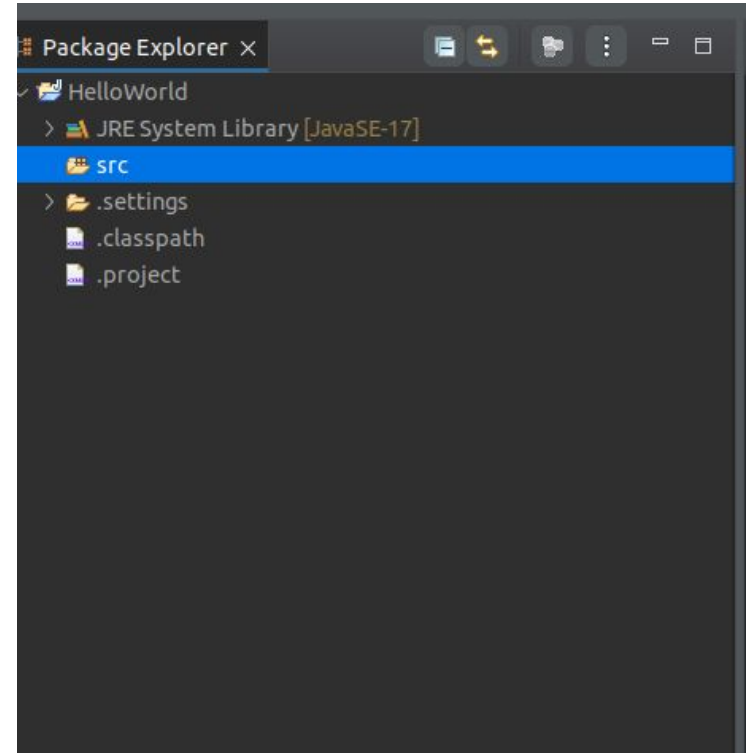 Package Explorer
HelloWorld
JRE System Library [JavaSE-17]
src
.settings
.classpath
.project